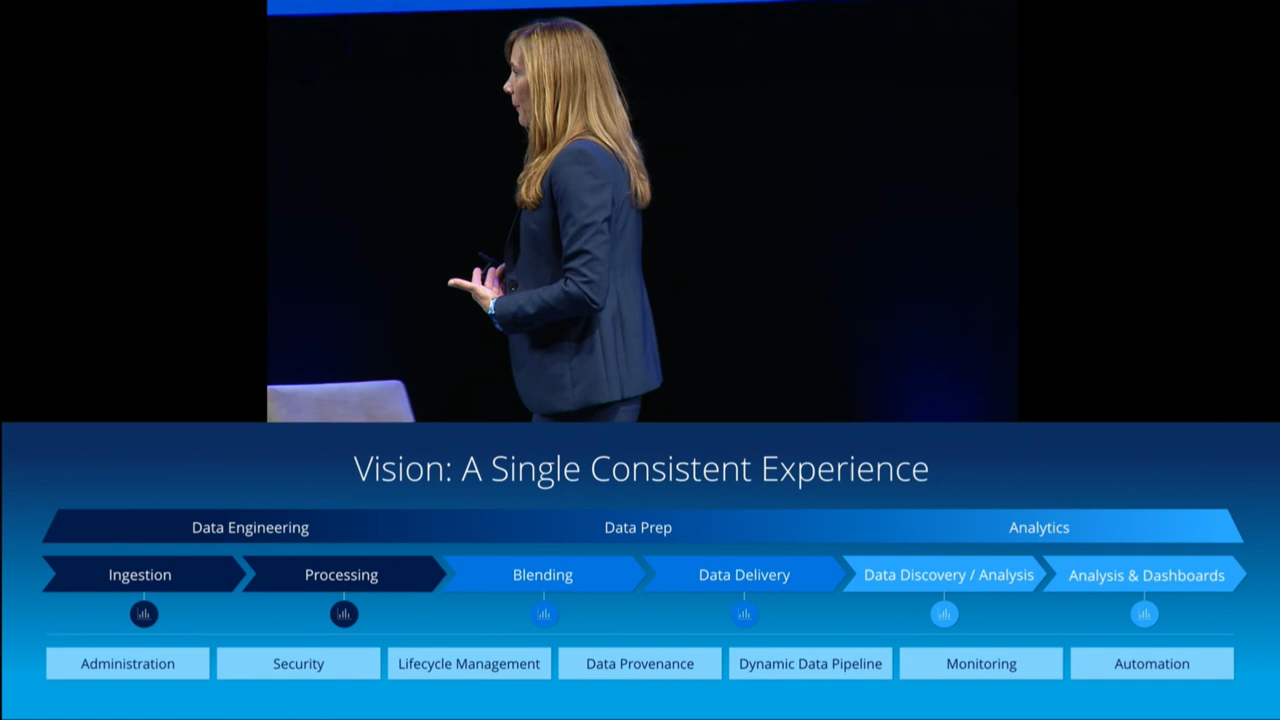 Vision: A Single Consistent Experience
Data Engineering Data Prep Analytics
Ingestion Processing Blending Data Delivery Data Discovery / Analysis Analysis & Dashboards
Administration Security Lifecycle Management Data Provenance Dynamic Data Pipeline Monitoring Automation